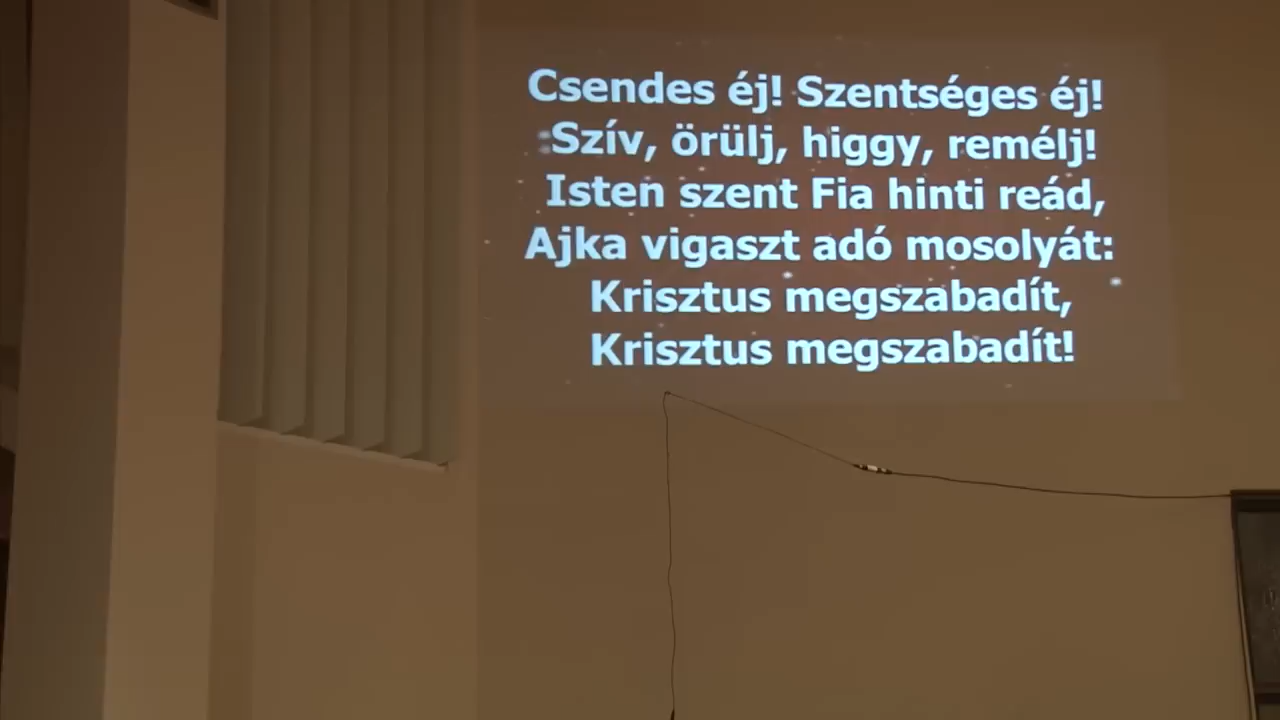 Csendes éj! Szentséges éj!
Szív, örülj, higgy, remélj!
Isten szent Fia hinti reád,
Ajka vigaszt adó mosolyát:
Krisztus megszabadít,
Krisztus megszabadít!